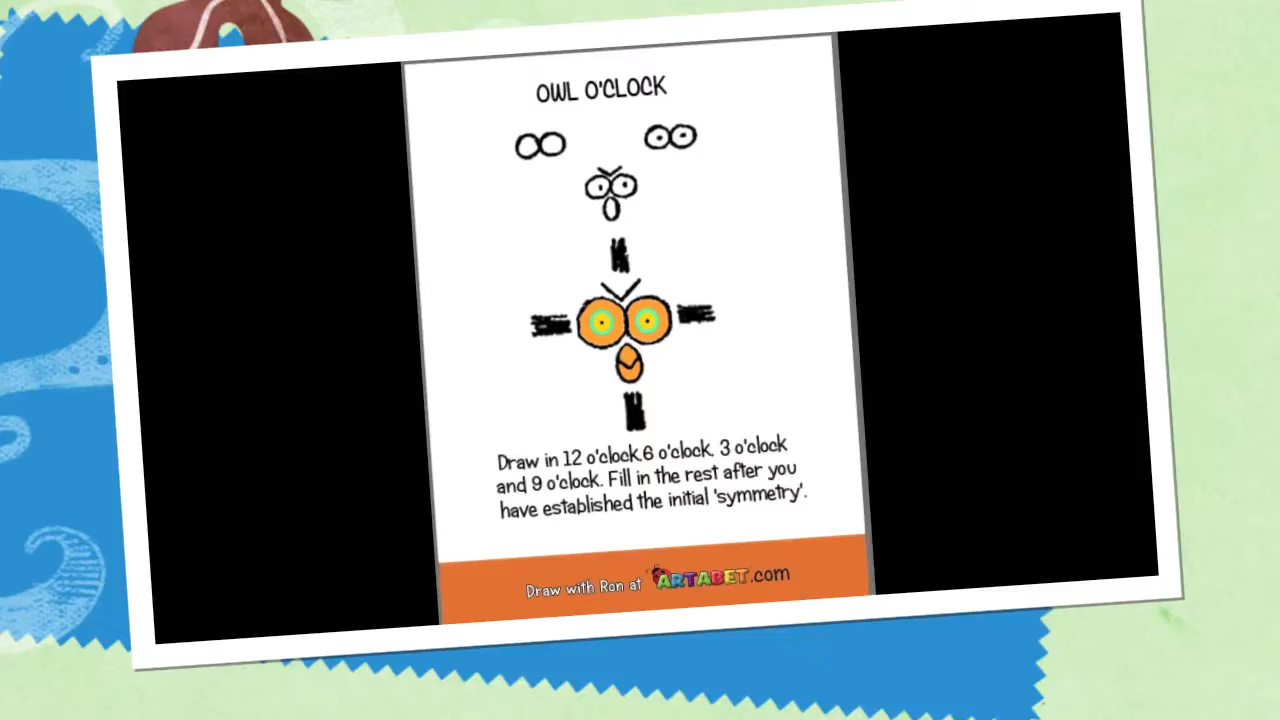 OWL O'CLOCK
Draw in 12 o'clock.6 o'clock. 3 o'clock
and 9 o'clock. Fill in the rest after you
have established the initial 'symmetry'.
Draw with Ron at ARTABET.com